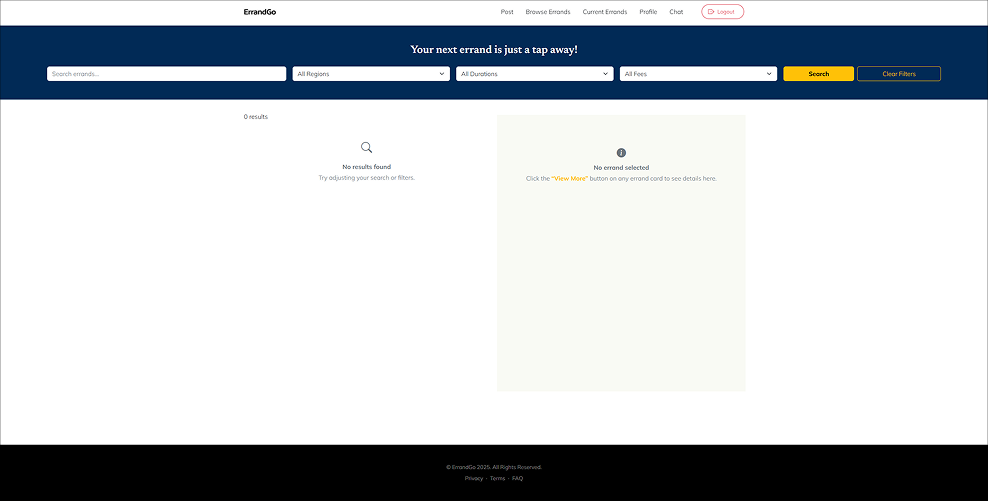 ErrandGo
Post Browse Errands Current Errands Profile Chat Logout
Your next errand is just a tap away!
Search errands... All Regions All Durations All Fees Search Clear Filters
0 results
No results found
Try adjusting your search or filters.
No errand selected
Click the "View More" button on any errand card to see details here.
© ErrandGo 2025. All Rights Reserved.
Privacy · Terms · FAQ